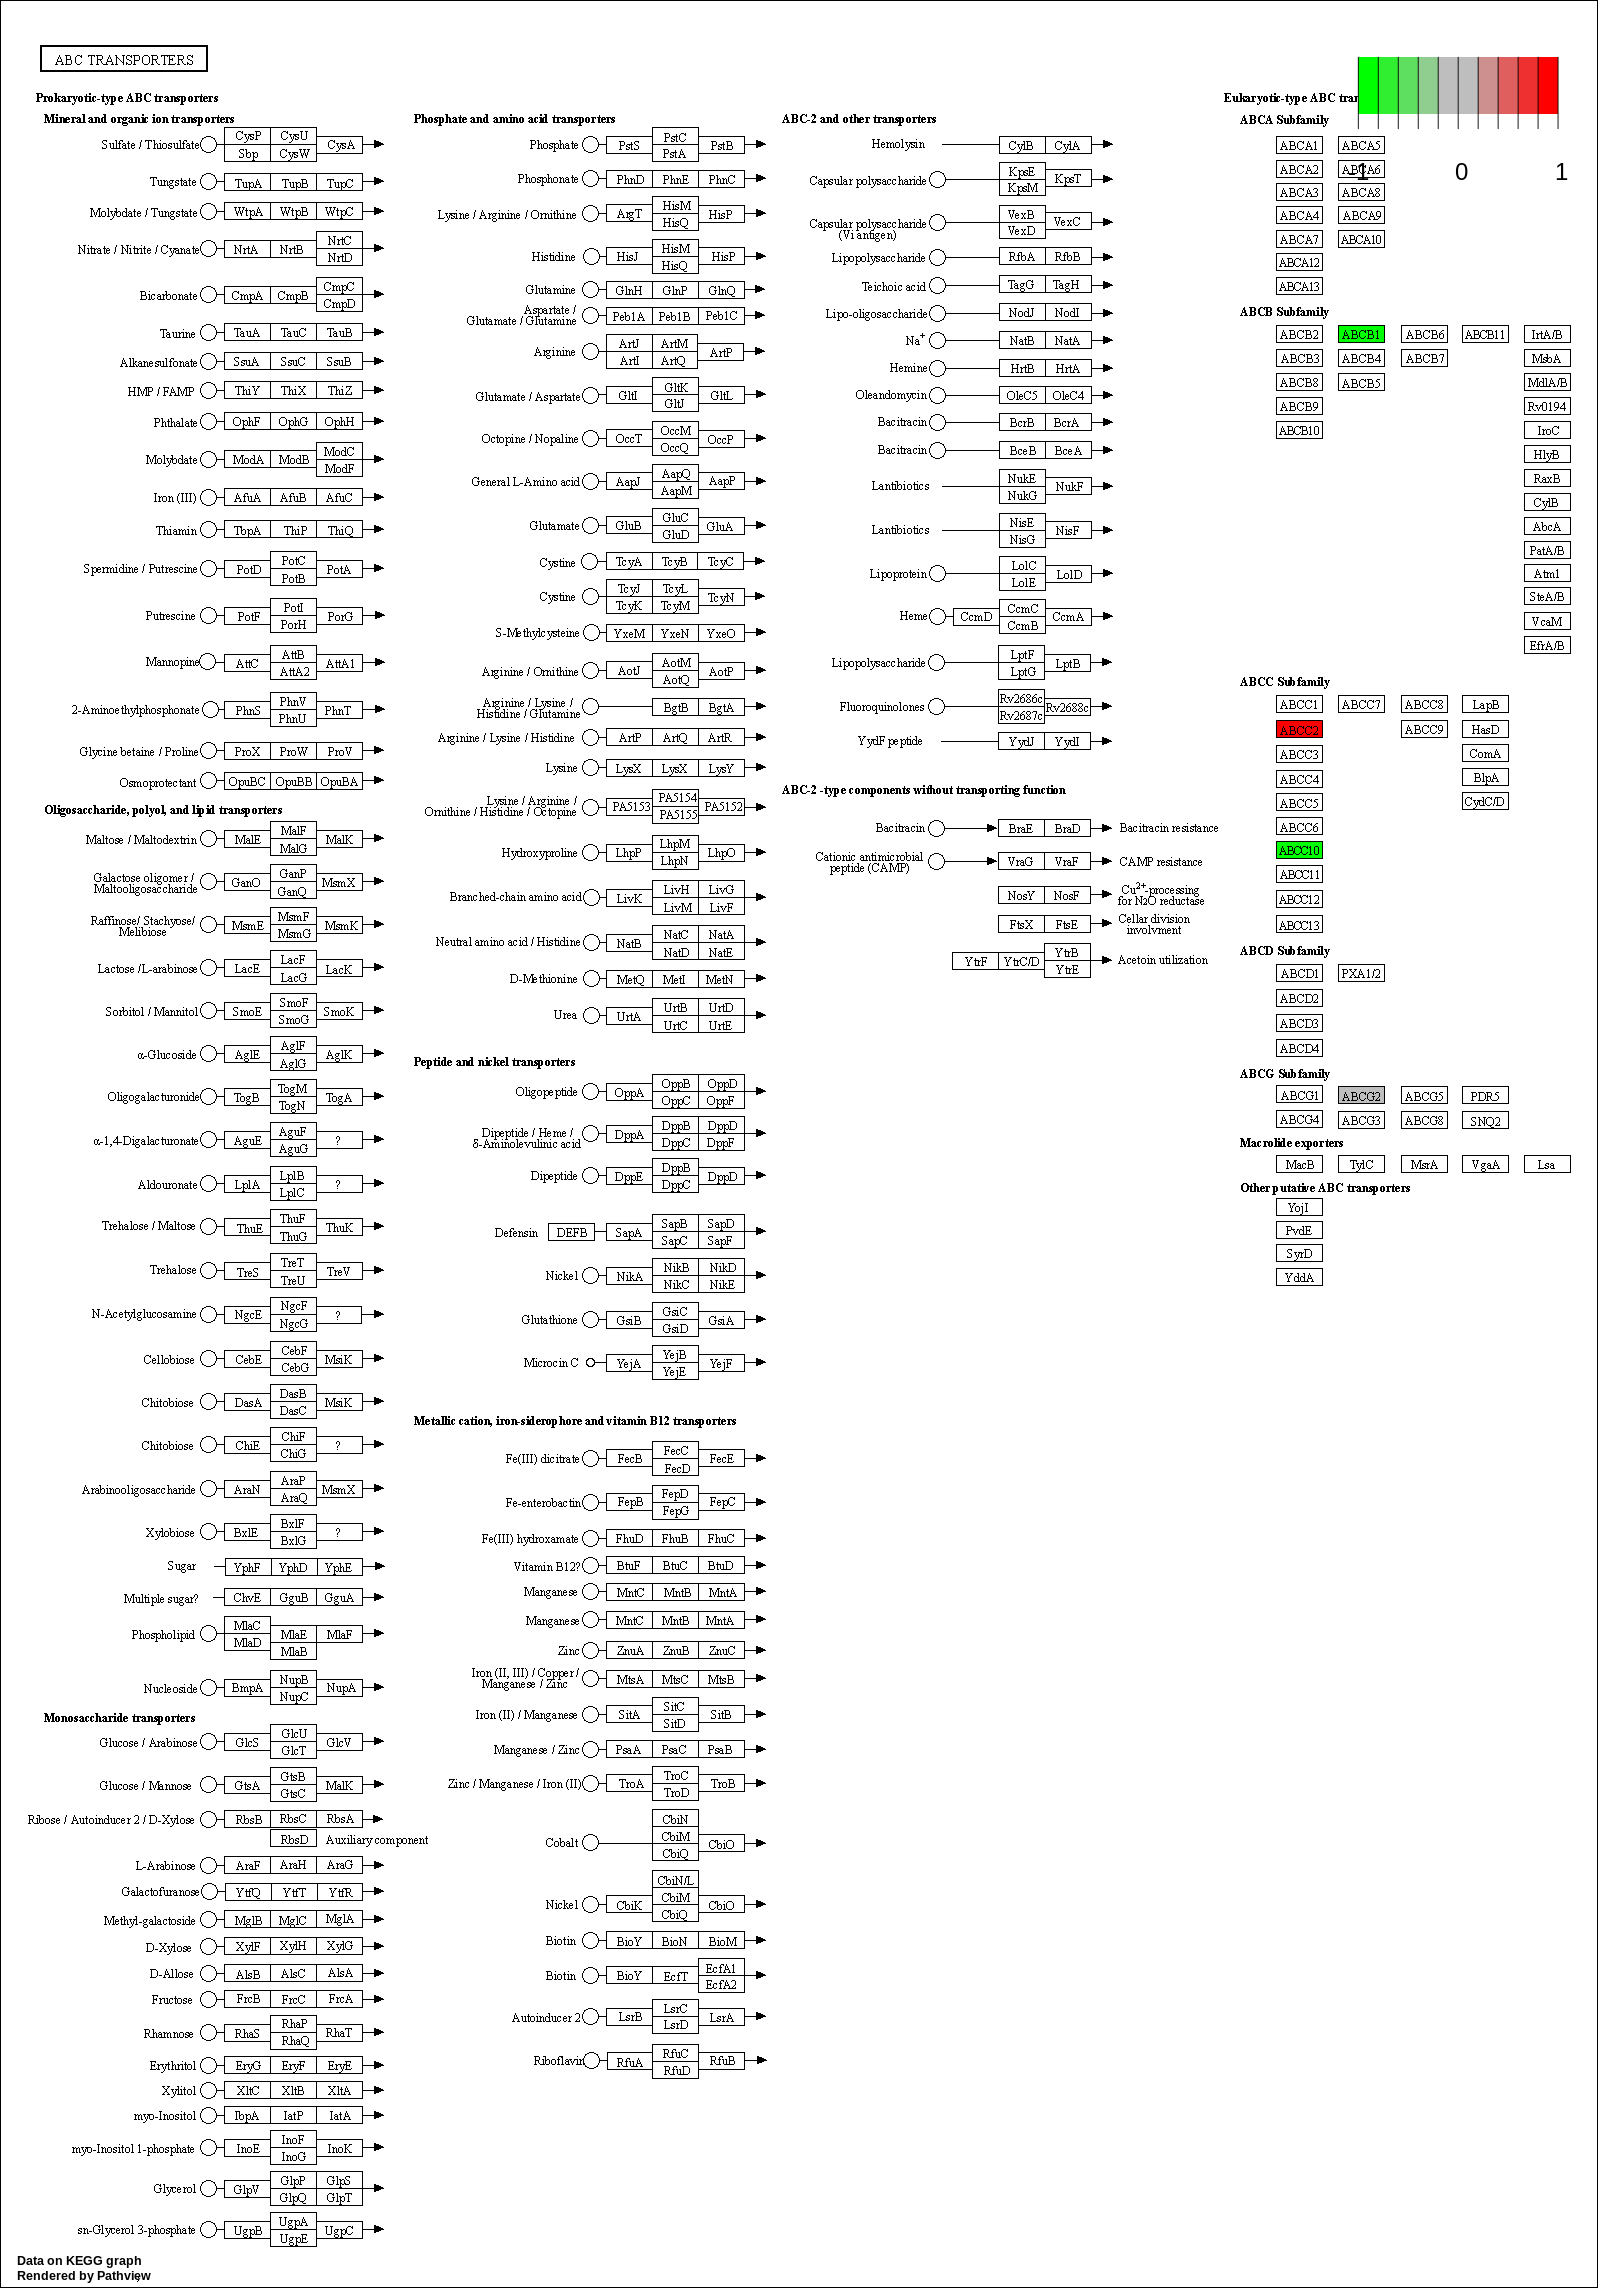 ABC TRANSPORTERS
Prokaryotic-type ABC transporters
Mineral and organic ion transporters
Sulfate / Thiosulfate CysP CysU CysA
Sbp CysW
Tungstate TupA TupB TupC
Molybdate / Tungstate WtpA WtpB WtpC
Nitrate / Nitrite / Cyanate NrtA NrtB NrtC
NrtD
Bicarbonate CmpA CmpB CmpC
CmpD
Taurine TauA TauC TauB
Alkanesulfonate SsuA SsuC SsuB
HMP / FAMP ThiY ThiX ThiZ
Phthalate OphF OphG OphH
Molybdate ModA ModB ModC
ModF
Iron (III) AfuA AfuB AfuC
Thiamin TbpA ThiP ThiQ
Spermidine / Putrescine PotD PotC PotA
PotB
Putrescine PotF PotI PorG
PorH
Mannopine AttC AttB AttA1
AttA2
2-Aminoethylphosphonate PhnS PhnV PhnT
PhnU
Glycine betaine / Proline ProX ProW ProV
Osmoprotectant OpuBC OpuBB OpuBA
Oligosaccharide, polyol, and lipid transporters
Maltose / Maltodextrin MalE MalF MalK
MalG
Galactose oligomer /
Maltooligosaccharide GanO GanP MsmX
GanQ
Raffinose/ Stachyose/
Melibiose MsmE MsmF MsmK
MsmG
Lactose /L-arabinose LacE LacF LacK
LacG
Sorbitol / Mannitol SmoE SmoF SmoK
SmoG
α-Glucoside AglE AglF AglK
AglG
Oligogalacturonide TogB TogM TogA
TogN
α-1,4-Digalacturonate AguE AguF ?
AguG
Aldouronate LplA LplB ?
LplC
Trehalose / Maltose ThuE ThuF ThuK
ThuG
Trehalose TreS TreT TreV
TreU
N-Acetylglucosamine NgcE NgcF ?
NgcG
Cellobiose CebE CebF MsiK
CebG
Chitobiose DasA DasB MsiK
DasC
Chitobiose ChiE ChiF ?
ChiG
Arabinooligosaccharide AraN AraP MsmX
AraQ
Xylobiose BxlE BxlF ?
BxlG
Sugar YphF YphD YphE
Multiple sugar? ChvE GguB GguA
Phospholipid MlaC MlaE MlaF
MlaD MlaB
Nucleoside BmpA NupB NupA
NupC
Monosaccharide transporters
Glucose / Arabinose GlcS GlcU GlcV
GlcT
Glucose / Mannose GtsA GtsB MalK
GtsC
Ribose / Autoinducer 2 / D-Xylose RbsB RbsC RbsA
RbsD Auxiliary component
L-Arabinose AraF AraH AraG
Galactofuranose YtfQ YtfT YtfR
Methyl-galactoside MglB MglC MglA
D-Xylose XylF XylH XylG
D-Allose AlsB AlsC AlsA
Fructose FrcB FrcC FrcA
Rhamnose RhaS RhaP RhaT
RhaQ
Erythritol EryG EryF EryE
Xylitol XltC XltB XltA
myo-Inositol IbpA IatP IatA
myo-Inositol 1-phosphate InoE InoF InoK
InoG
Glycerol GlpV GlpP GlpS
GlpQ GlpT
sn-Glycerol 3-phosphate UgpB UgpA UgpC
UgpE
Phosphate and amino acid transporters
Phosphate PstS PstC PstB
PstA
Phosphonate PhnD PhnE PhnC
Lysine / Arginine / Ornithine ArgT HisM HisP
HisQ
Histidine HisJ HisM HisP
HisQ
Glutamine GlnH GlnP GlnQ
Aspartate /
Glutamate / Glutamine Peb1A Peb1B Peb1C
Arginine ArtJ ArtM ArtP
ArtI ArtQ
Glutamate / Aspartate GltI GltK GltL
GltJ
Octopine / Nopaline OccT OccM OccP
OccQ
General L-Amino acid AapJ AapQ AapP
AapM
Glutamate GluB GluC GluA
GluD
Cystine TcyA TcyB TcyC
Cystine TcyJ TcyL TcyN
TcyK TcyM
S-Methylcysteine YxeM YxeN YxeO
Arginine / Ornithine AotJ AotM AotP
AotQ
Arginine / Lysine /
Histidine / Glutamine BgtB BgtA
Arginine / Lysine / Histidine ArtP ArtQ ArtR
Lysine LysX LysX LysY
Lysine / Arginine /
Ornithine / Histidine / Octopine PA5153 PA5154 PA5152
PA5155
Hydroxyproline LhpP LhpM LhpO
LhpN
Branched-chain amino acid LivK LivH LivG
LivM LivF
Neutral amino acid / Histidine NatB NatC NatA
NatD NatE
D-Methionine MetQ MetI MetN
Urea UrtA UrtB UrtD
UrtC UrtE
Peptide and nickel transporters
Oligopeptide OppA OppB OppD
OppC OppF
Dipeptide / Heme /
δ-Aminolevulinic acid DppA DppB DppD
DppC DppF
Dipeptide DppE DppB DppD
DppC
Defensin DEFB SapA SapB SapD
SapC SapF
Nickel NikA NikB NikD
NikC NikE
Glutathione GsiB GsiC GsiA
GsiD
Microcin C YejA YejB YejF
YejE
Metallic cation, iron-siderophore and vitamin B12 transporters
Fe(III) dicitrate FecB FecC FecE
FecD
Fe-enterobactin FepB FepD FepC
FepG
Fe(III) hydroxamate FhuD FhuB FhuC
Vitamin B12? BtuF BtuC BtuD
Manganese MntC MntB MntA
Manganese MntC MntB MntA
Zinc ZnuA ZnuB ZnuC
Iron (II, III) / Copper /
Manganese / Zinc MtsA MtsC MtsB
Iron (II) / Manganese SitA SitC SitB
SitD
Manganese / Zinc PsaA PsaC PsaB
Zinc / Manganese / Iron (II) TroA TroC TroB
TroD
CbiN
Cobalt CbiM CbiO
CbiQ
CbiN/L
Nickel CbiK CbiM CbiO
CbiQ
Biotin BioY BioN BioM
Biotin BioY EcfT EcfA1
EcfA2
Autoinducer 2 LsrB LsrC LsrA
LsrD
Riboflavin RfuA RfuC RfuB
RfuD
ABC-2 and other transporters
Hemolysin CylB CylA
Capsular polysaccharide KpsE KpsT
KpsM
Capsular polysaccharide VexB VexC
(Vi antigen) VexD
Lipopolysaccharide RfbA RfbB
Teichoic acid TagG TagH
Lipo-oligosaccharide NodJ NodI
Na+ NatB NatA
Hemine HrtB HrtA
Oleandomycin OleC5 OleC4
Bacitracin BcrB BcrA
Bacitracin BceB BceA
Lantibiotics NukE NukF
NukG
Lantibiotics NisE NisF
NisG
Lipoprotein LolC LolD
LolE
Heme CcmD CcmC CcmA
CcmB
Lipopolysaccharide LptF LptB
LptG
Fluoroquinolones Rv2686c Rv2688c
Rv2687c
YydF peptide YydJ YydI
ABC-2 -type components without transporting function
Bacitracin BraE BraD Bacitracin resistance
Cationic antimicrobial
peptide (CAMP) VraG VraF CAMP resistance
NosY NosF Cu2+-processing
for N2O reductase
FtsX FtsE Cellar division
involvment
YtrF YtrC/D YtrB Acetoin utilization
YtrE
Eukaryotic-type ABC tran
ABCA Subfamily
ABCA1 ABCA5
ABCA2 ABCA6
ABCA3 ABCA8
ABCA4 ABCA9
ABCA7 ABCA10
ABCA12
ABCA13
-1 0 1
ABCB Subfamily
ABCB2 ABCB1 ABCB6 ABCB11 IrtA/B
ABCB3 ABCB4 ABCB7 MsbA
ABCB8 ABCB5 MdlA/B
ABCB9 Rv0194
ABCB10 IroC
HlyB
RaxB
CylB
AbcA
PatA/B
Atm1
SteA/B
VcaM
EfrA/B
ABCC Subfamily
ABCC1 ABCC7 ABCC8 LapB
ABCC2 ABCC9 HasD
ABCC3 ComA
ABCC4 BlpA
ABCC5 CydC/D
ABCC6
ABCC10
ABCC11
ABCC12
ABCC13
ABCD Subfamily
ABCD1 PXA1/2
ABCD2
ABCD3
ABCD4
ABCG Subfamily
ABCG1 ABCG2 ABCG5 PDR5
ABCG4 ABCG3 ABCG8 SNQ2
Macrolide exporters
MacB TylC MsrA VgaA Lsa
Other putative ABC transporters
YojI
PvdE
SyrD
YddA
Data on KEGG graph
Rendered by Pathview